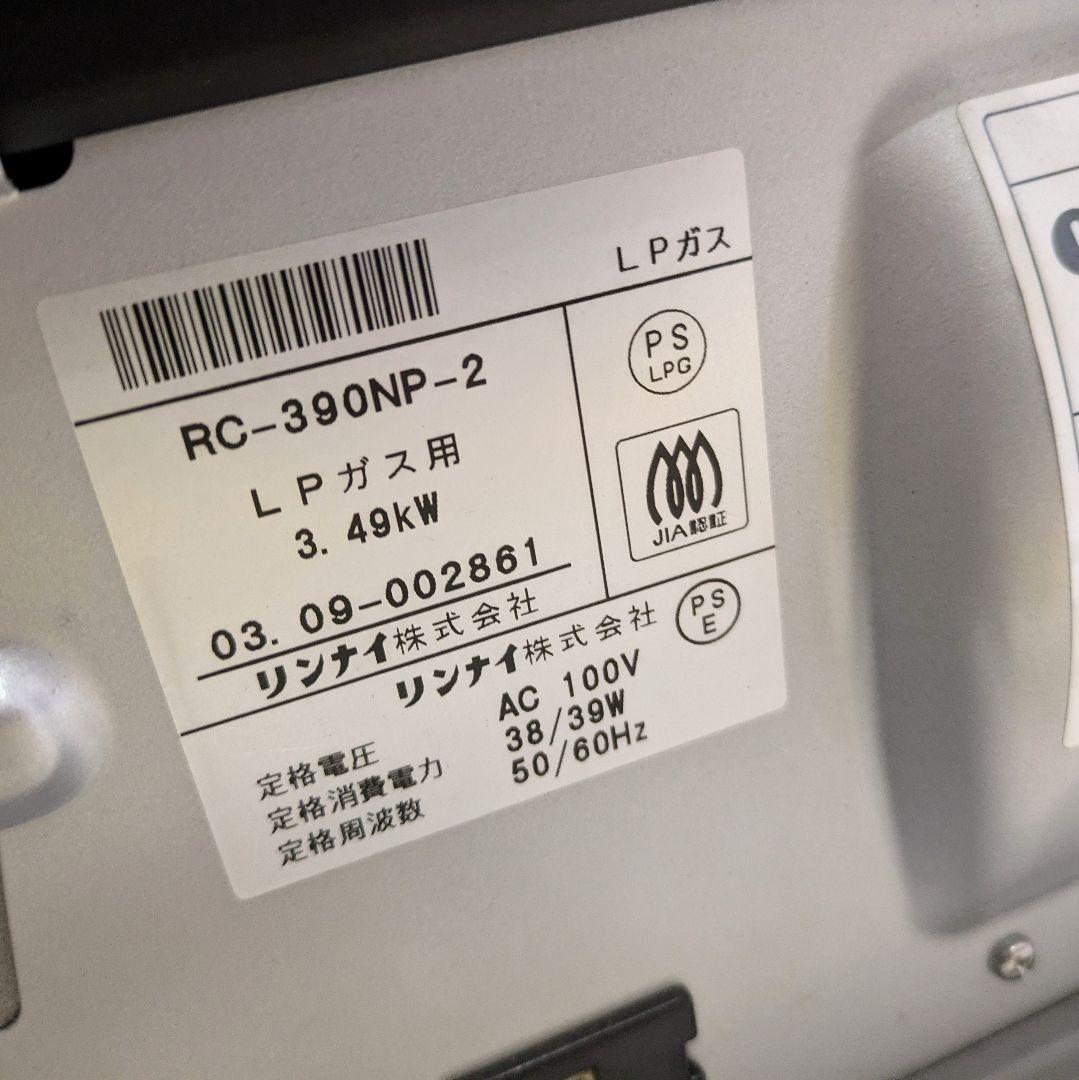 LPガス
RC-390NP-2
LPガス用
3.49kW
03.09-002861
リンナイ株式会社
PS
LPG
JIA認証
リンナイ株式会社
PS
E
定格電圧 AC 100V
定格消費電力 38/39W
定格周波数 50/60Hz